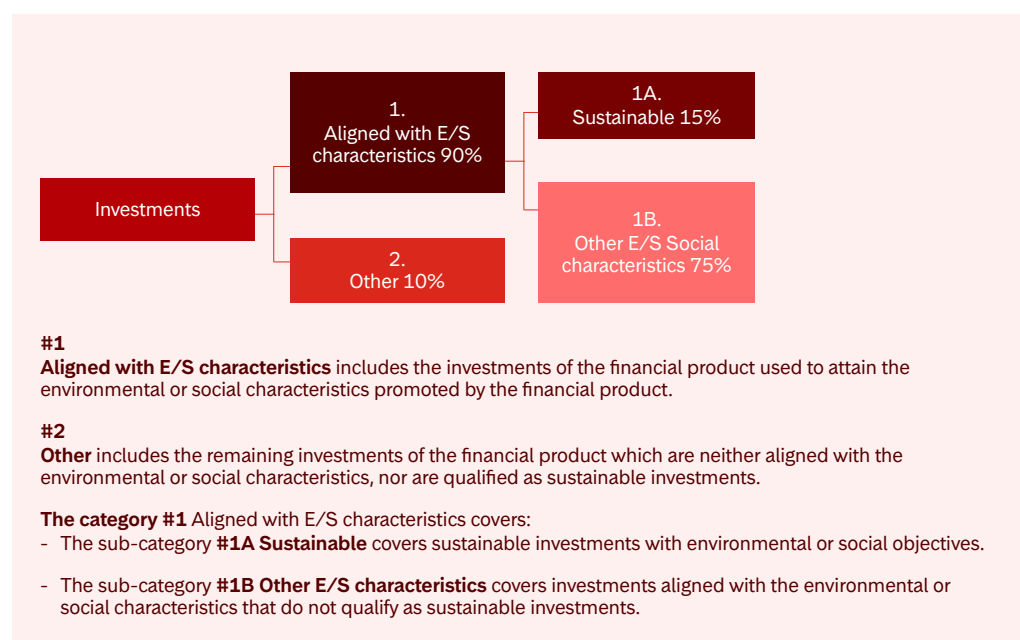 Investments
1.
Aligned with E/S
characteristics 90%
2.
Other 10%
1A.
Sustainable 15%
1B.
Other E/S Social
characteristics 75%
#1
Aligned with E/S characteristics includes the investments of the financial product used to attain the
environmental or social characteristics promoted by the financial product.
#2
Other includes the remaining investments of the financial product which are neither aligned with the
environmental or social characteristics, nor are qualified as sustainable investments.
The category #1 Aligned with E/S characteristics covers:
- The sub-category #1A Sustainable covers sustainable investments with environmental or social objectives.
- The sub-category #1B Other E/S characteristics covers investments aligned with the environmental or
social characteristics that do not qualify as sustainable investments.